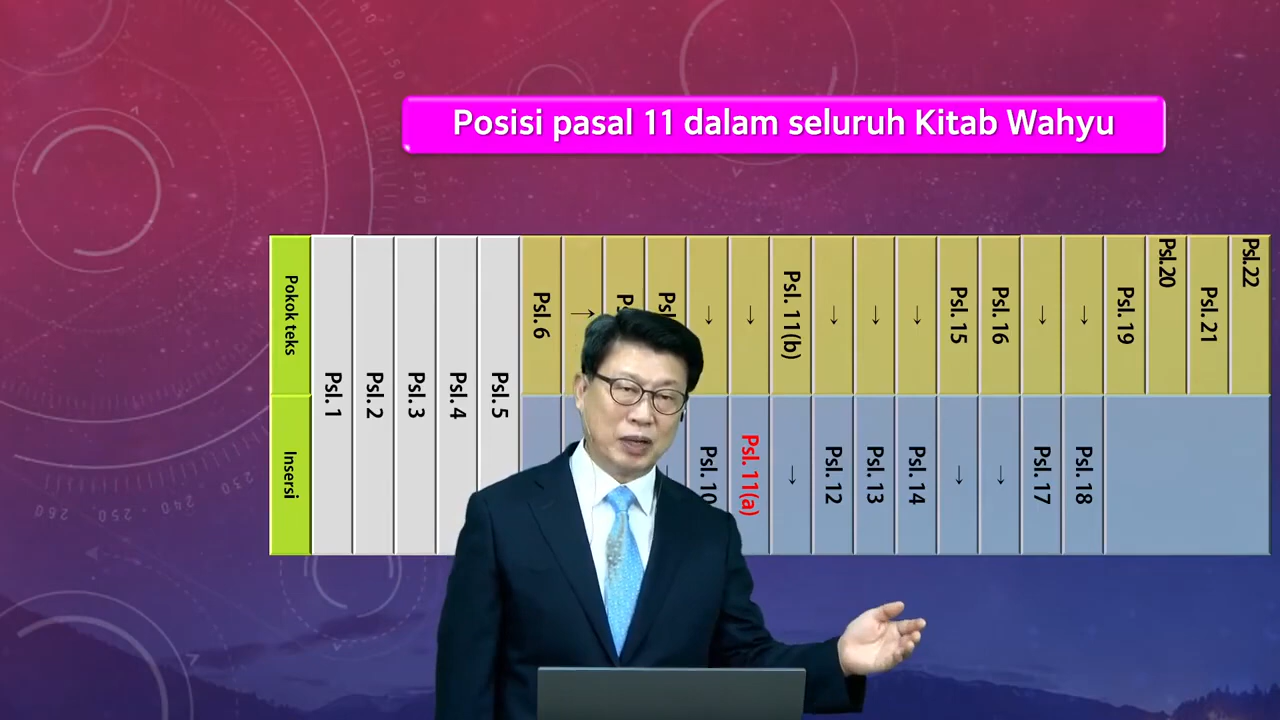 Posisi pasal 11 dalam seluruh Kitab Wahyu
Pokok teks
Psl. 1
Psl. 2
Psl. 3
Psl. 4
Psl. 5
Psl. 6
→
→
→
Psl. 11(b)
→
→
→
Psl. 15
Psl. 16
→
→
Psl. 19
Psl.20
Psl. 21
Psl.22
Insersi
Psl. 10
Psl. 11(a)
→
Psl. 12
Psl. 13
Psl. 14
→
→
Psl. 17
Psl. 18